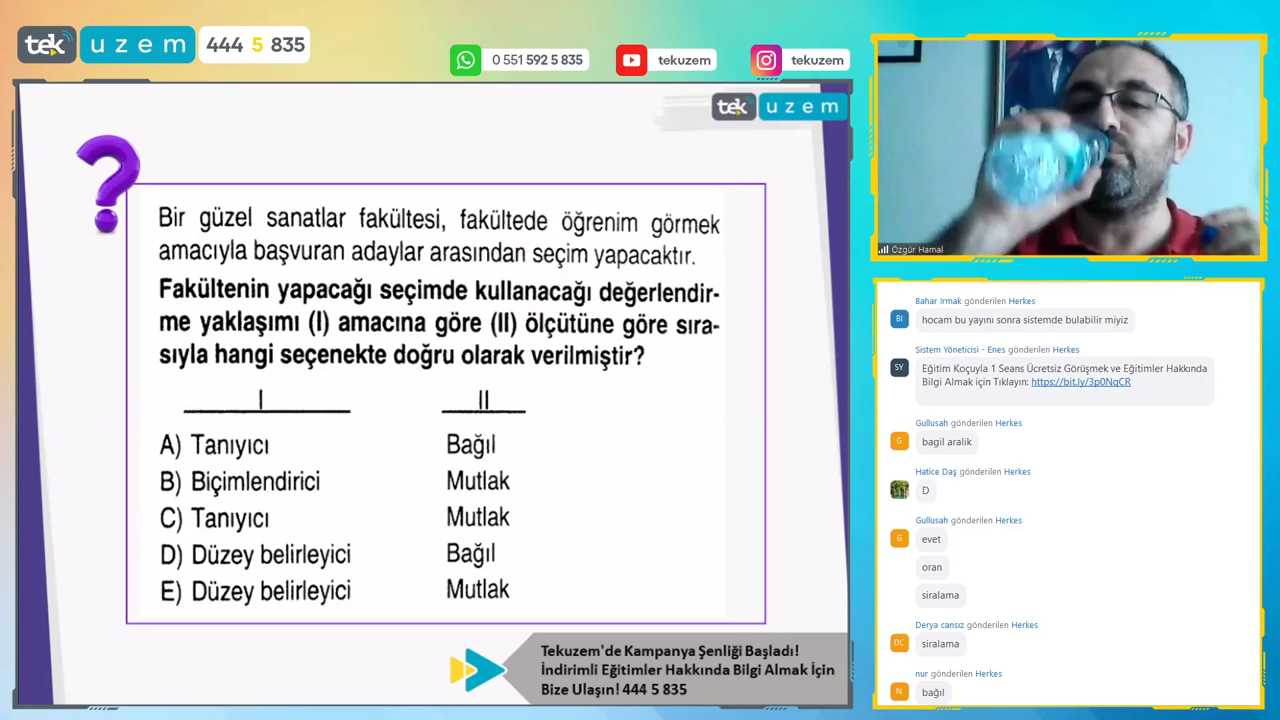 tek uzem 444 5 835
0 551 592 5 835
tekuzem
tekuzem
tek uzem
?
Bir güzel sanatlar fakültesi, fakültede öğrenim görmek
amacıyla başvuran adaylar arasından seçim yapacaktır.
Fakültenin yapacağı seçimde kullanacağı değerlendir-
me yaklaşımı (I) amacına göre (II) ölçütüne göre sıra-
sıyla hangi seçenekte doğru olarak verilmiştir?
I II
A) Tanıyıcı Bağıl
B) Biçimlendirici Mutlak
C) Tanıyıcı Mutlak
D) Düzey belirleyici Bağıl
E) Düzey belirleyici Mutlak
Tekuzem'de Kampanya Şenliği Başladı!
İndirimli Eğitimler Hakkında Bilgi Almak İçin
Bize Ulaşın! 444 5 835
Özgür Hamal
Bahar Irmak gönderilen Herkes
BI hocam bu yayını sonra sistemde bulabilir miyiz
Sistem Yöneticisi - Enes gönderilen Herkes
SY Eğitim Koçuyla 1 Seans Ücretsiz Görüşmek ve Eğitimler Hakkında
Bilgi Almak için Tıklayın: https://bit.ly/3p0NqCR
Gullusah gönderilen Herkes
G bagil aralik
Hatice Daş gönderilen Herkes
D
Gullusah gönderilen Herkes
G evet
oran
siralama
Derya cansız gönderilen Herkes
DC siralama
nur gönderilen Herkes
N bağıl